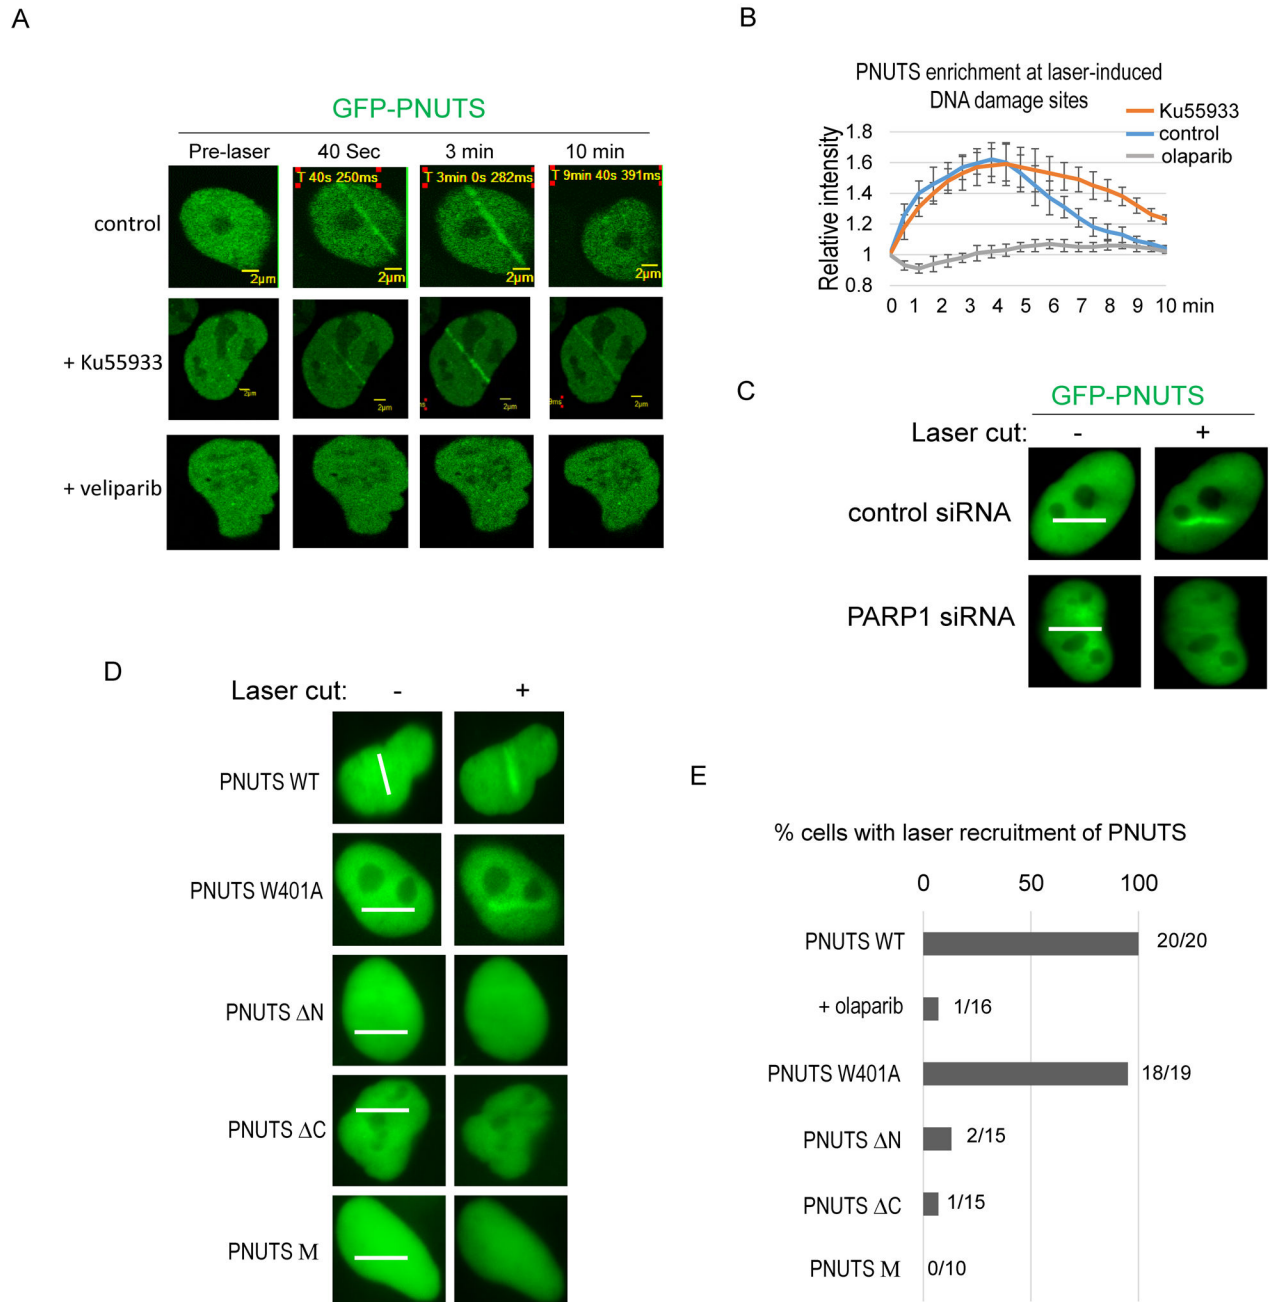 A
GFP-PNUTS
Pre-laser 40 Sec 3 min 10 min
control
T 40s 250ms T 3min 0s 282ms T 9min 40s 391ms
2µm 2µm 2µm 2µm
+ Ku55933
2µm 2µm 2µm 2µm
+ veliparib
B
PNUTS enrichment at laser-induced
DNA damage sites
Ku55933
control
olaparib
Relative intensity
1.8
1.6
1.4
1.2
1
0.8
0 1 2 3 4 5 6 7 8 9 10 min
C
GFP-PNUTS
Laser cut: - +
control siRNA
PARP1 siRNA
D
Laser cut: - +
PNUTS WT
PNUTS W401A
PNUTS ΔN
PNUTS ΔC
PNUTS M
E
% cells with laser recruitment of PNUTS
0 50 100
PNUTS WT 20/20
+ olaparib 1/16
PNUTS W401A 18/19
PNUTS ΔN 2/15
PNUTS ΔC 1/15
PNUTS M 0/10